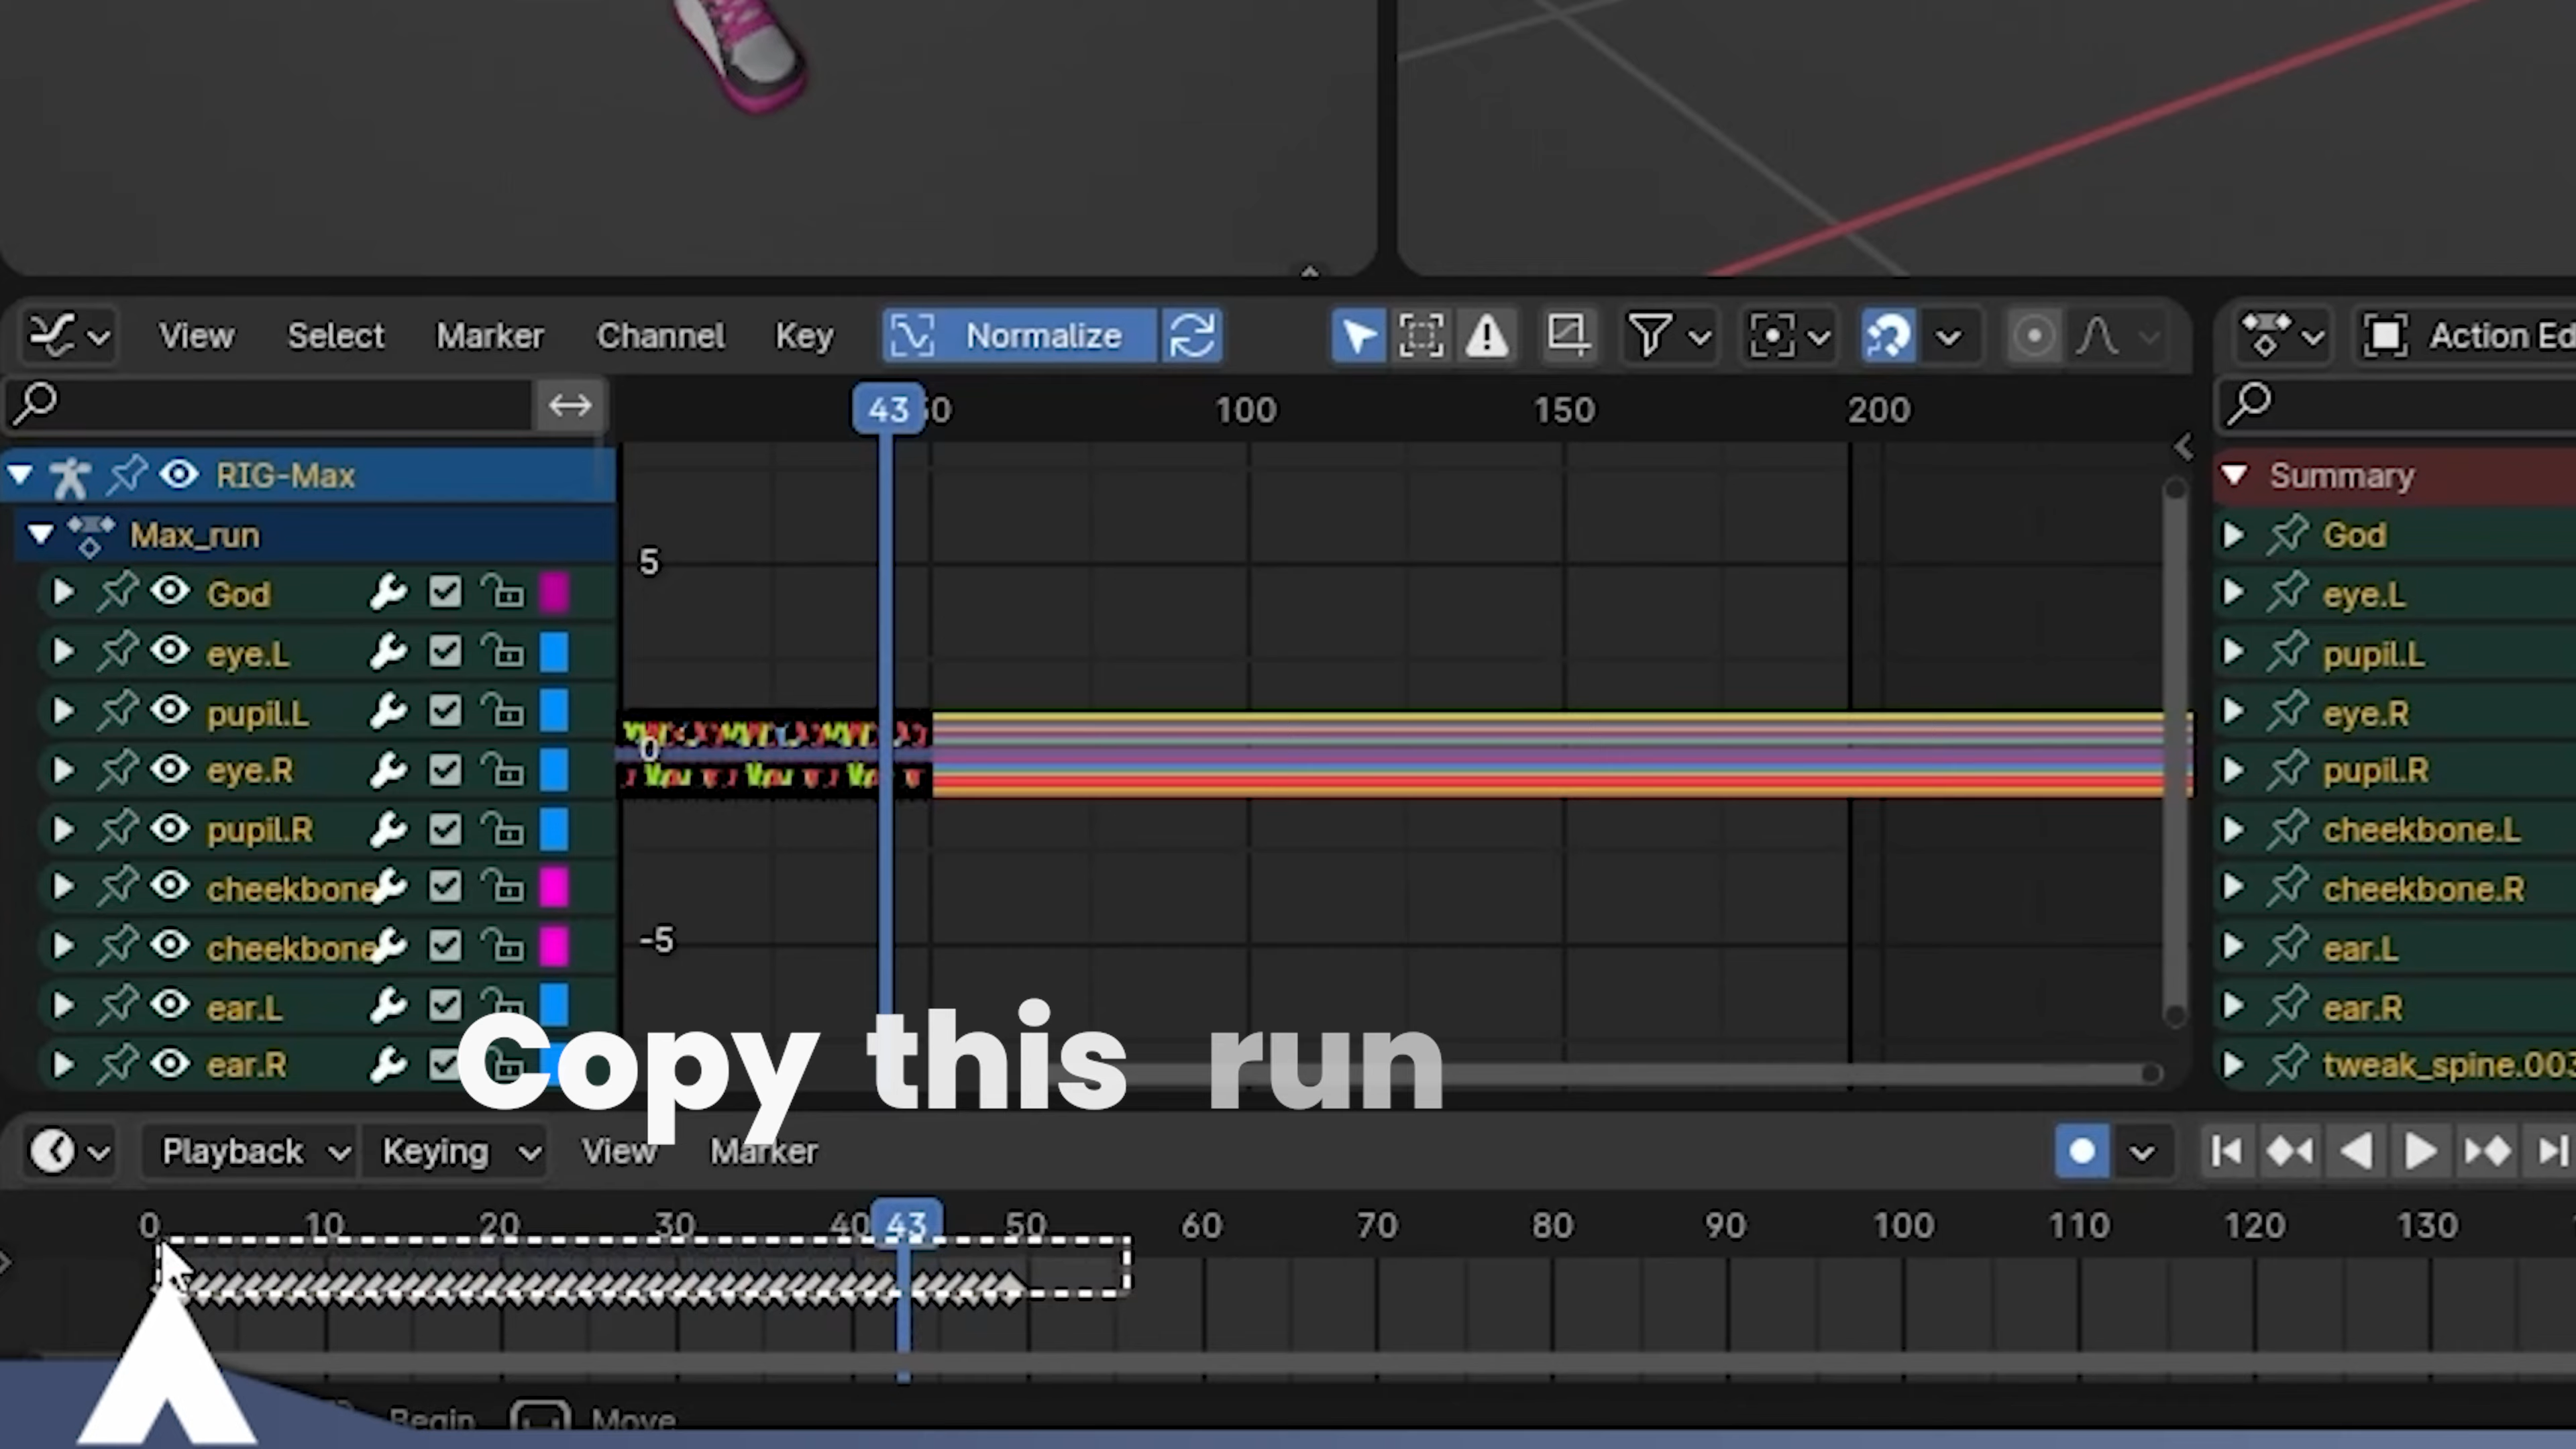 View Select Marker Channel Key Normalize Action Ed
43 50 100 150 200
RIG-Max Summary
Max_run God
God eye.L
eye.L pupil.L
pupil.L eye.R
eye.R pupil.R
pupil.R cheekbone.L
cheekbone cheekbone.R
cheekbone ear.L
ear.L ear.R
ear.R tweak_spine.003
5
0
-5
Copy this run
Playback Keying View Marker
0 10 20 30 40 43 50 60 70 80 90 100 110 120 130
Begin Move